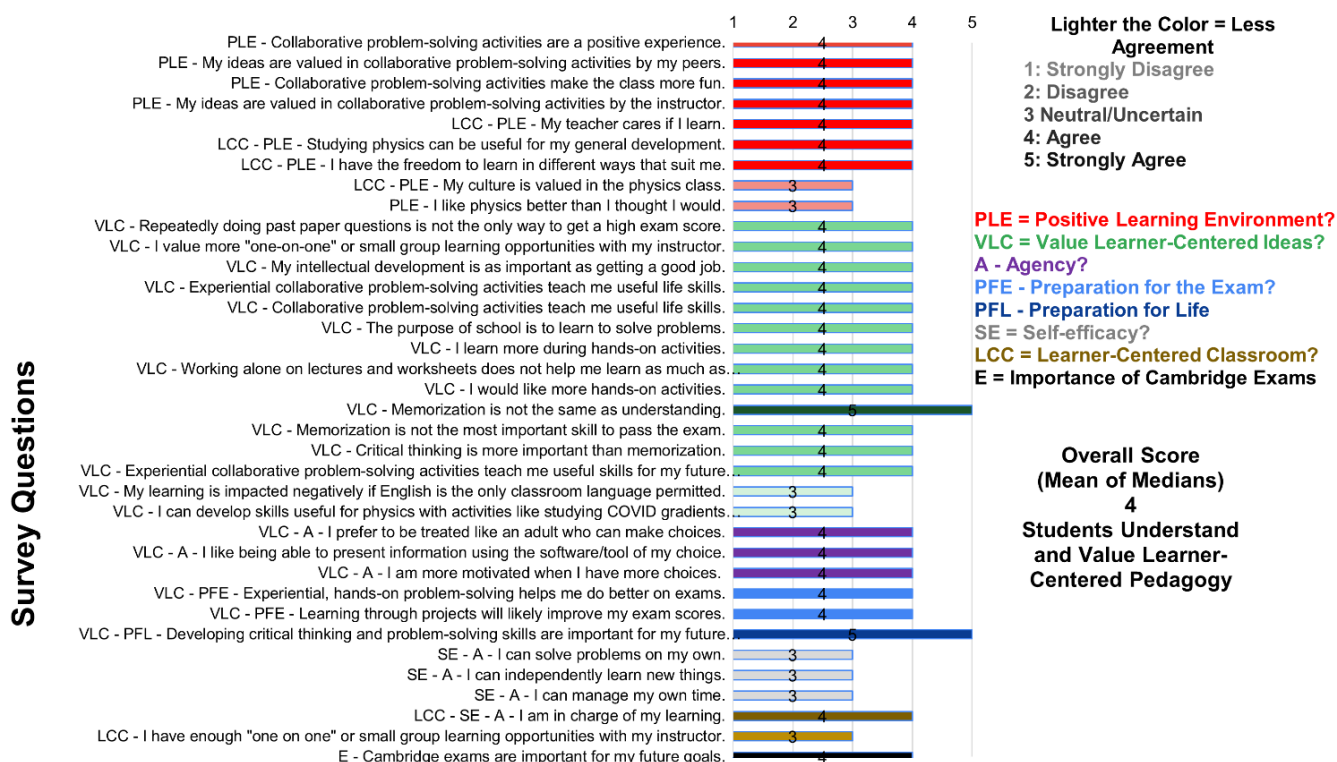 1 2 3 4 5
PLE - Collaborative problem-solving activities are a positive experience. 4
PLE - My ideas are valued in collaborative problem-solving activities by my peers. 4
PLE - Collaborative problem-solving activities make the class more fun. 4
PLE - My ideas are valued in collaborative problem-solving activities by the instructor. 4
LCC - PLE - My teacher cares if I learn. 4
LCC - PLE - Studying physics can be useful for my general development. 4
LCC - PLE - I have the freedom to learn in different ways that suit me. 4
LCC - PLE - My culture is valued in the physics class. 3
PLE - I like physics better than I thought I would. 3
VLC - Repeatedly doing past paper questions is not the only way to get a high exam score. 4
VLC - I value more "one-on-one" or small group learning opportunities with my instructor. 4
VLC - My intellectual development is as important as getting a good job. 4
VLC - Experiential collaborative problem-solving activities teach me useful life skills. 4
VLC - Collaborative problem-solving activities teach me useful life skills. 4
VLC - The purpose of school is to learn to solve problems. 4
VLC - I learn more during hands-on activities. 4
VLC - Working alone on lectures and worksheets does not help me learn as much as... 4
VLC - I would like more hands-on activities. 4
VLC - Memorization is not the same as understanding. 5
VLC - Memorization is not the most important skill to pass the exam. 4
VLC - Critical thinking is more important than memorization. 4
VLC - Experiential collaborative problem-solving activities teach me useful skills for my future... 4
VLC - My learning is impacted negatively if English is the only classroom language permitted. 3
VLC - I can develop skills useful for physics with activities like studying COVID gradients... 3
VLC - A - I prefer to be treated like an adult who can make choices. 4
VLC - A - I like being able to present information using the software/tool of my choice. 4
VLC - A - I am more motivated when I have more choices. 4
VLC - PFE - Experiential, hands-on problem-solving helps me do better on exams. 4
VLC - PFE - Learning through projects will likely improve my exam scores. 4
VLC - PFL - Developing critical thinking and problem-solving skills are important for my future... 5
SE - A - I can solve problems on my own. 3
SE - A - I can independently learn new things. 3
SE - A - I can manage my own time. 3
LCC - SE - A - I am in charge of my learning. 4
LCC - I have enough "one on one" or small group learning opportunities with my instructor. 3
E - Cambridge exams are important for my future goals. 4
Survey Questions
Lighter the Color = Less
Agreement
1: Strongly Disagree
2: Disagree
3 Neutral/Uncertain
4: Agree
5: Strongly Agree
PLE = Positive Learning Environment?
VLC = Value Learner-Centered Ideas?
A - Agency?
PFE - Preparation for the Exam?
PFL - Preparation for Life
SE = Self-efficacy?
LCC = Learner-Centered Classroom?
E = Importance of Cambridge Exams
Overall Score
(Mean of Medians)
4
Students Understand
and Value Learner-
Centered Pedagogy